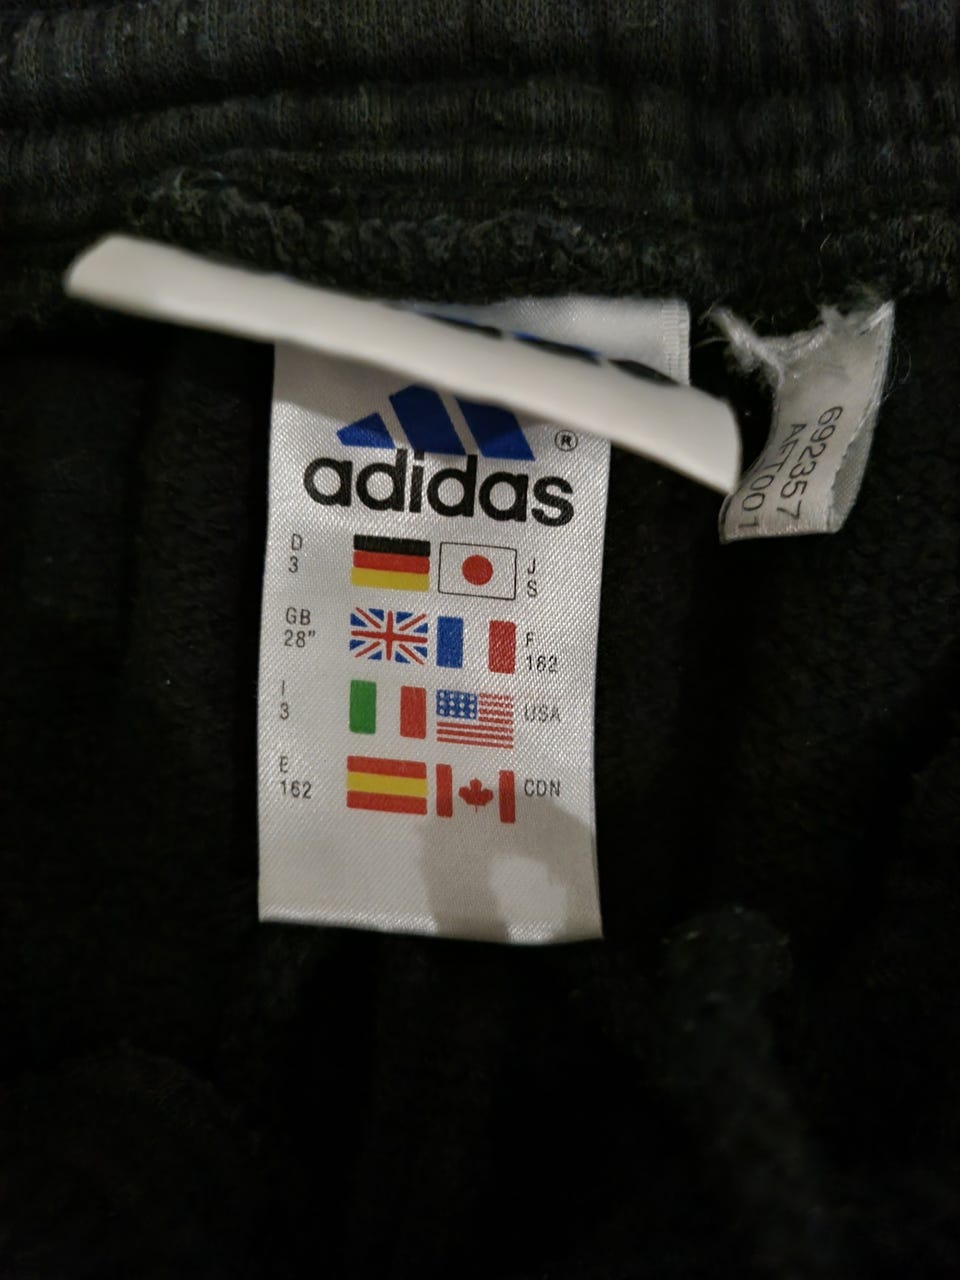 ®
adidas
D
3
J
S
GB
28"
F
162
I
3
USA
E
162
CDN
692357
AFT001